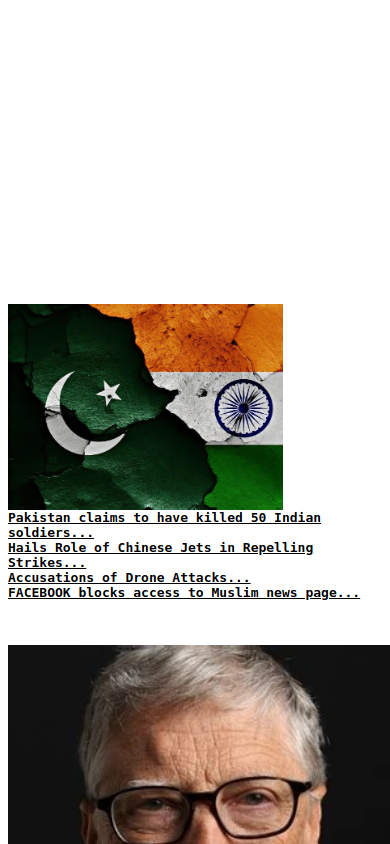 Pakistan claims to have killed 50 Indian
soldiers...
Hails Role of Chinese Jets in Repelling
Strikes...
Accusations of Drone Attacks...
FACEBOOK blocks access to Muslim news page...